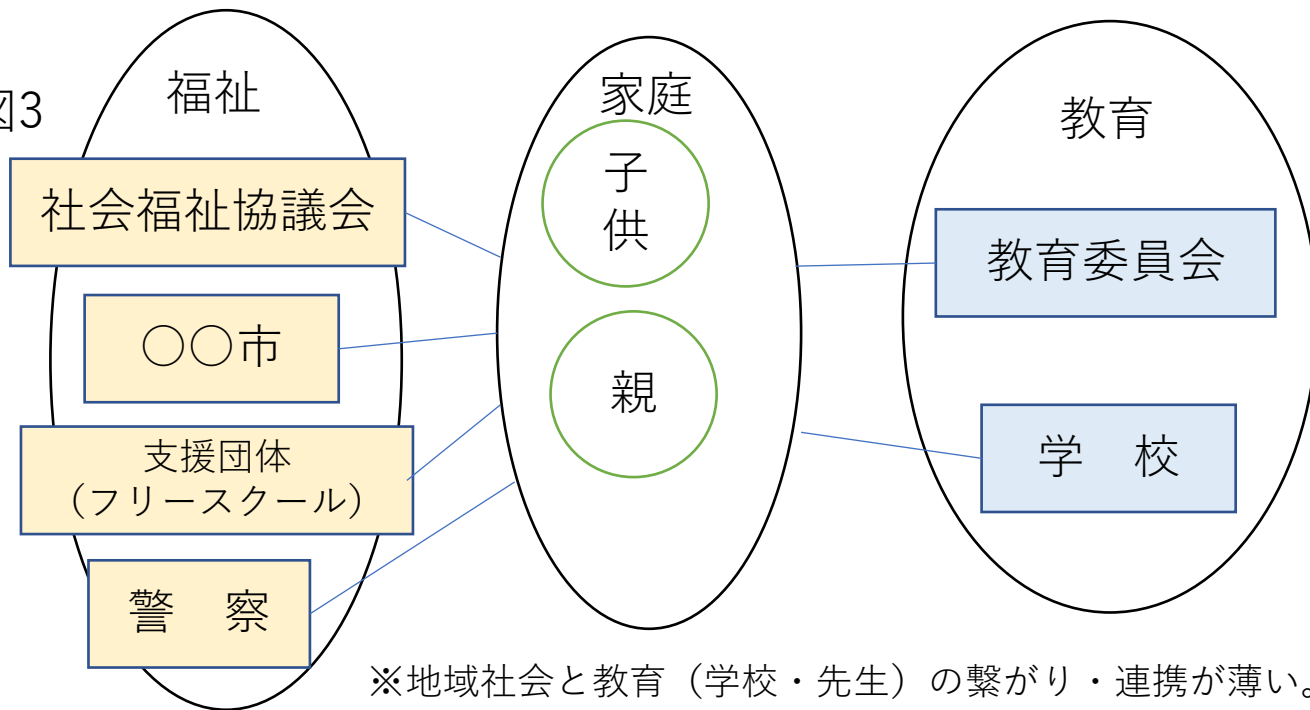 図3
福祉
社会福祉協議会
○○市
支援団体
（フリースクール）
警　察
家庭
子
供
親
教育
教育委員会
学　校
※地域社会と教育（学校・先生）の繋がり・連携が薄い。